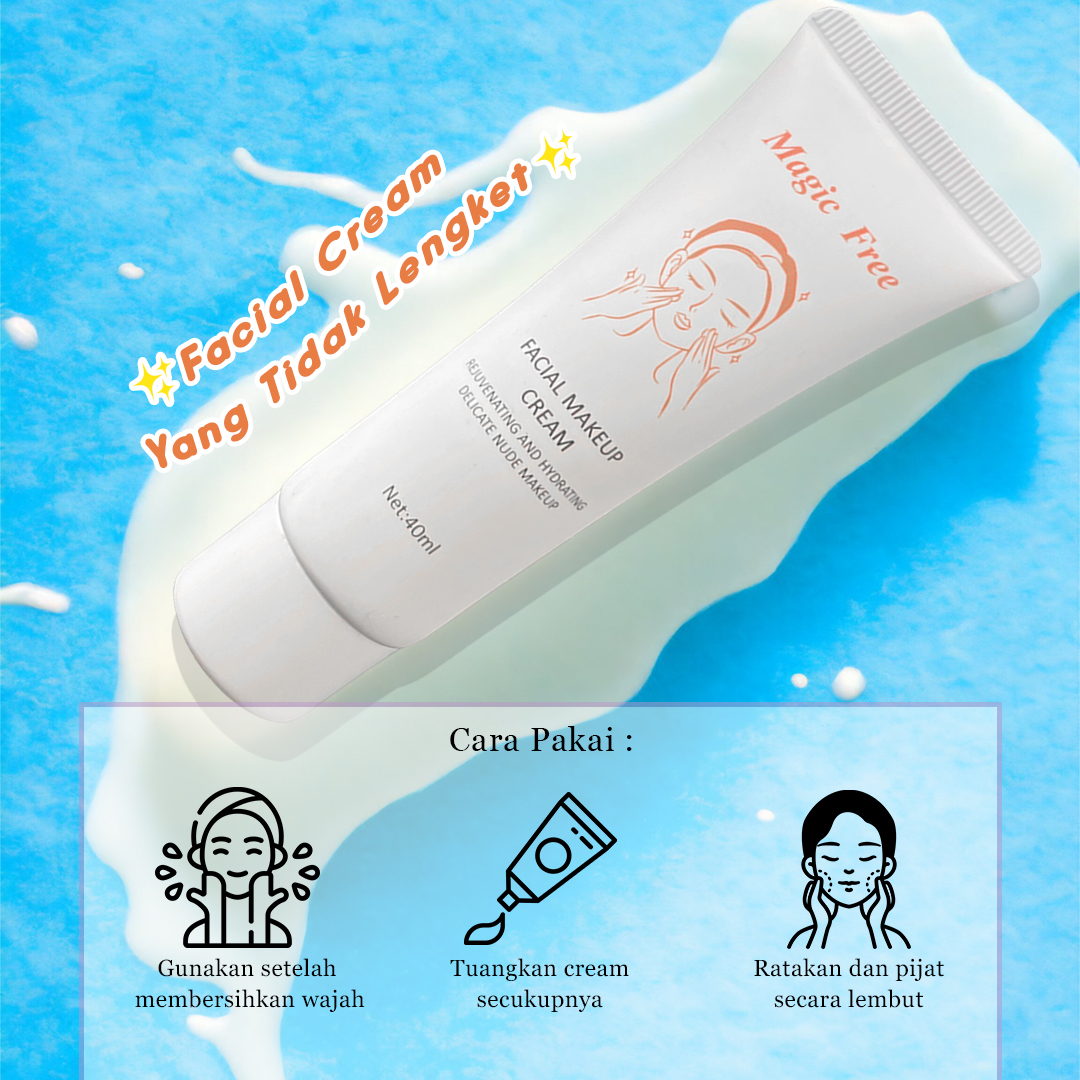 ✨Facial Cream
Yang Tidak Lengket✨
Magic Free
FACIAL MAKEUP
CREAM
REJUVENATING AND HYDRATING
DELICATE NUDE MAKEUP
Net:40ml
Cara Pakai :
Gunakan setelah
membersihkan wajah
Tuangkan cream
secukupnya
Ratakan dan pijat
secara lembut